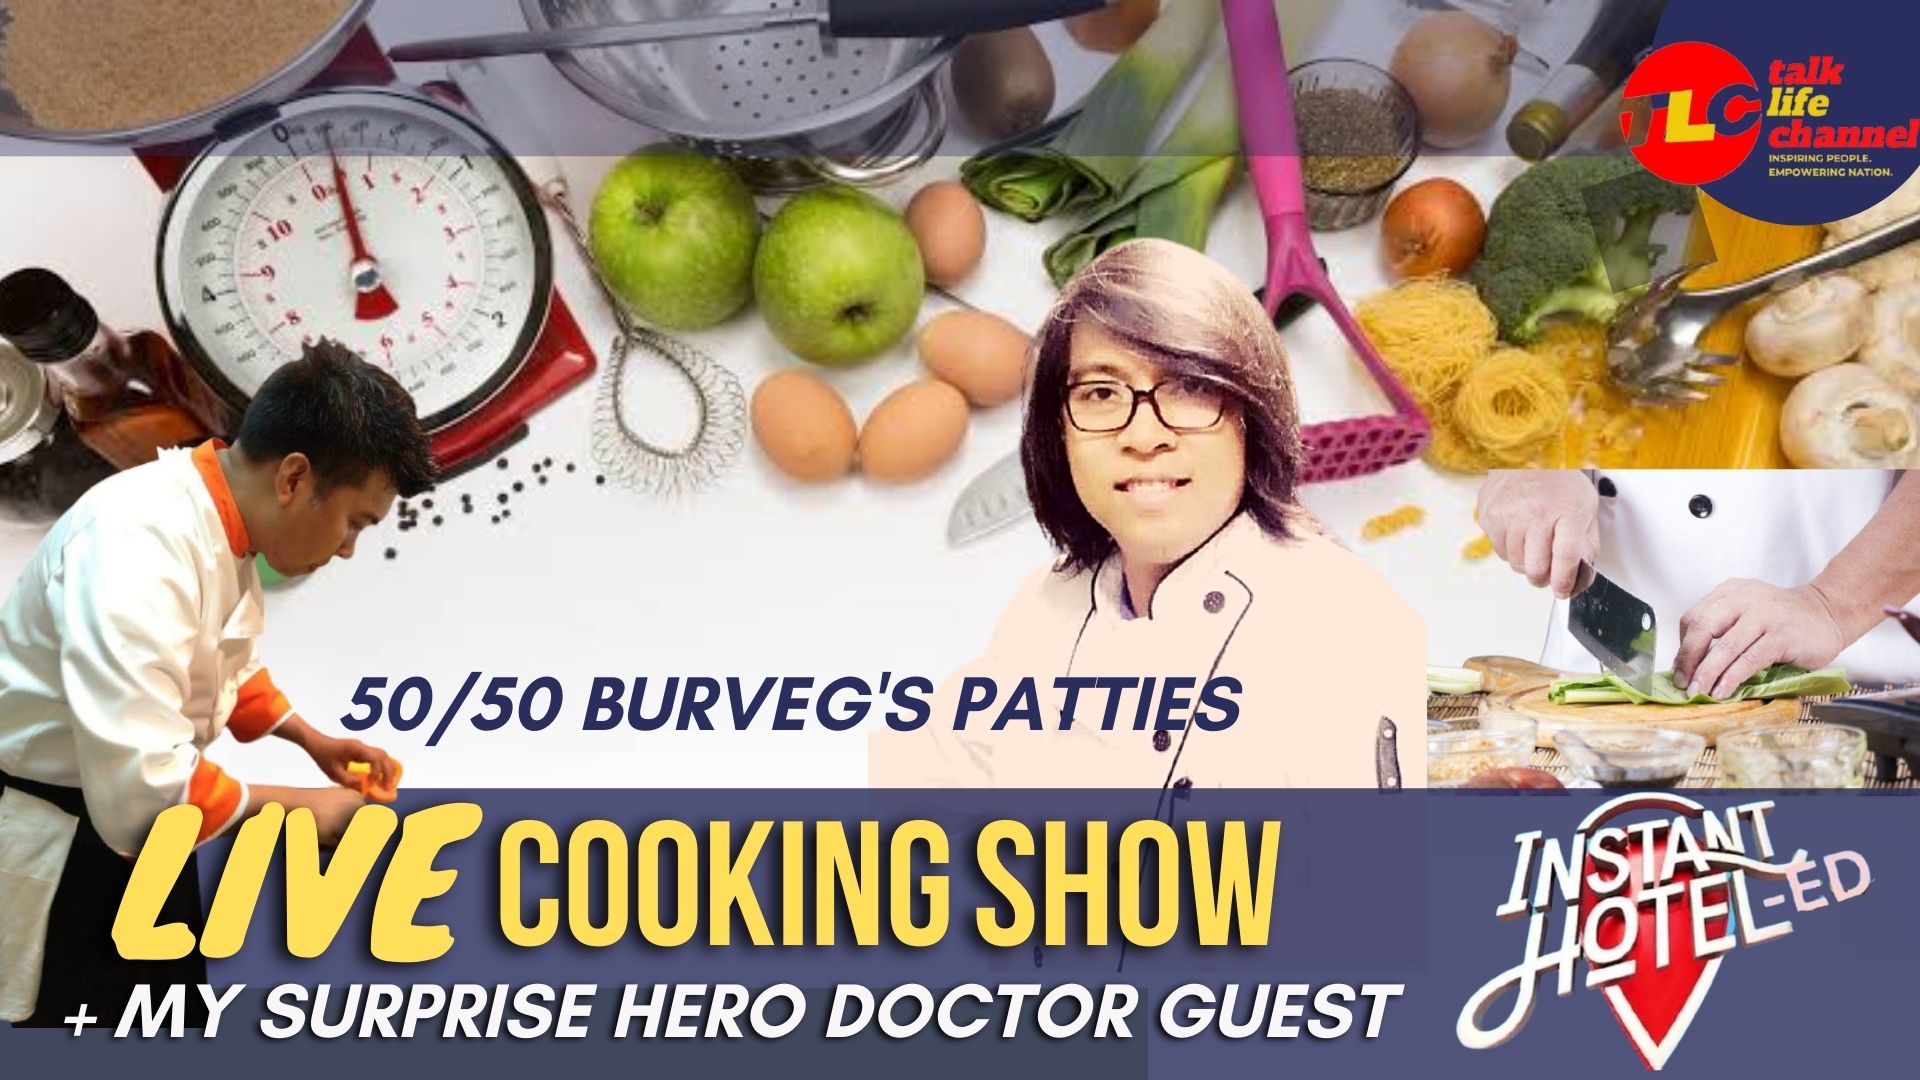 TLC
talk
life
channel
INSPIRING PEOPLE.
EMPOWERING NATION.
50/50 BURVEG'S PATTIES
LIVE COOKING SHOW
+ MY SURPRISE HERO DOCTOR GUEST
INSTANT
HOTEL-ED